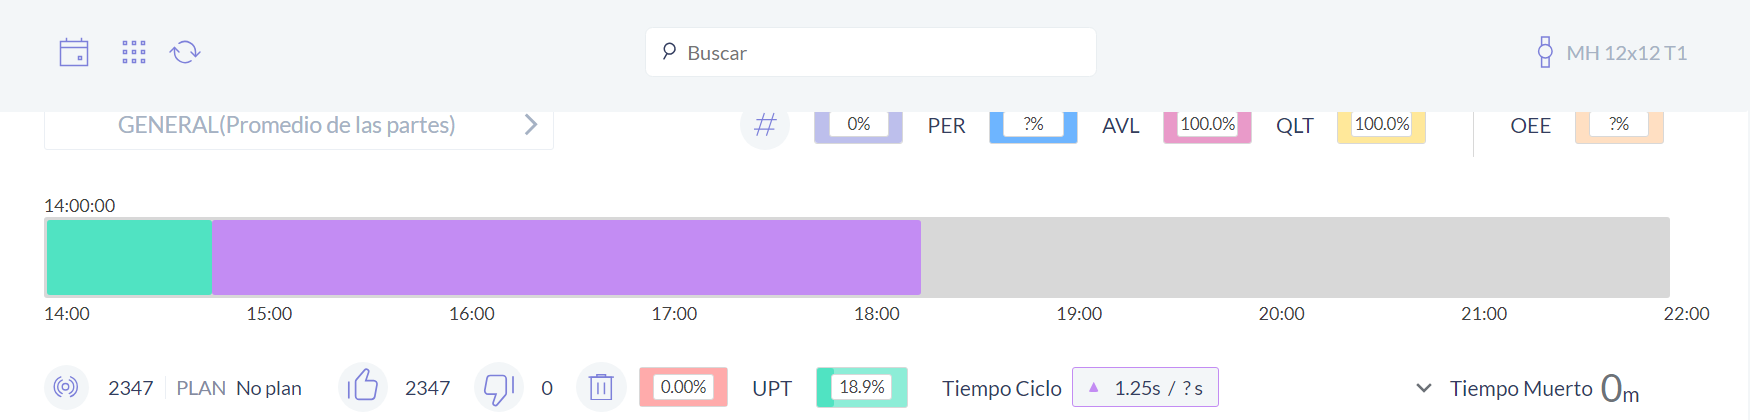 Buscar
MH 12x12 T1
GENERAL(Promedio de las partes)
# 0% PER ?% AVL 100.0% QLT 100.0% OEE ?%
14:00:00
14:00 15:00 16:00 17:00 18:00 19:00 20:00 21:00 22:00
2347 PLAN No plan 2347 0 0.00% UPT 18.9% Tiempo Ciclo 1.25s / ? s Tiempo Muerto 0m